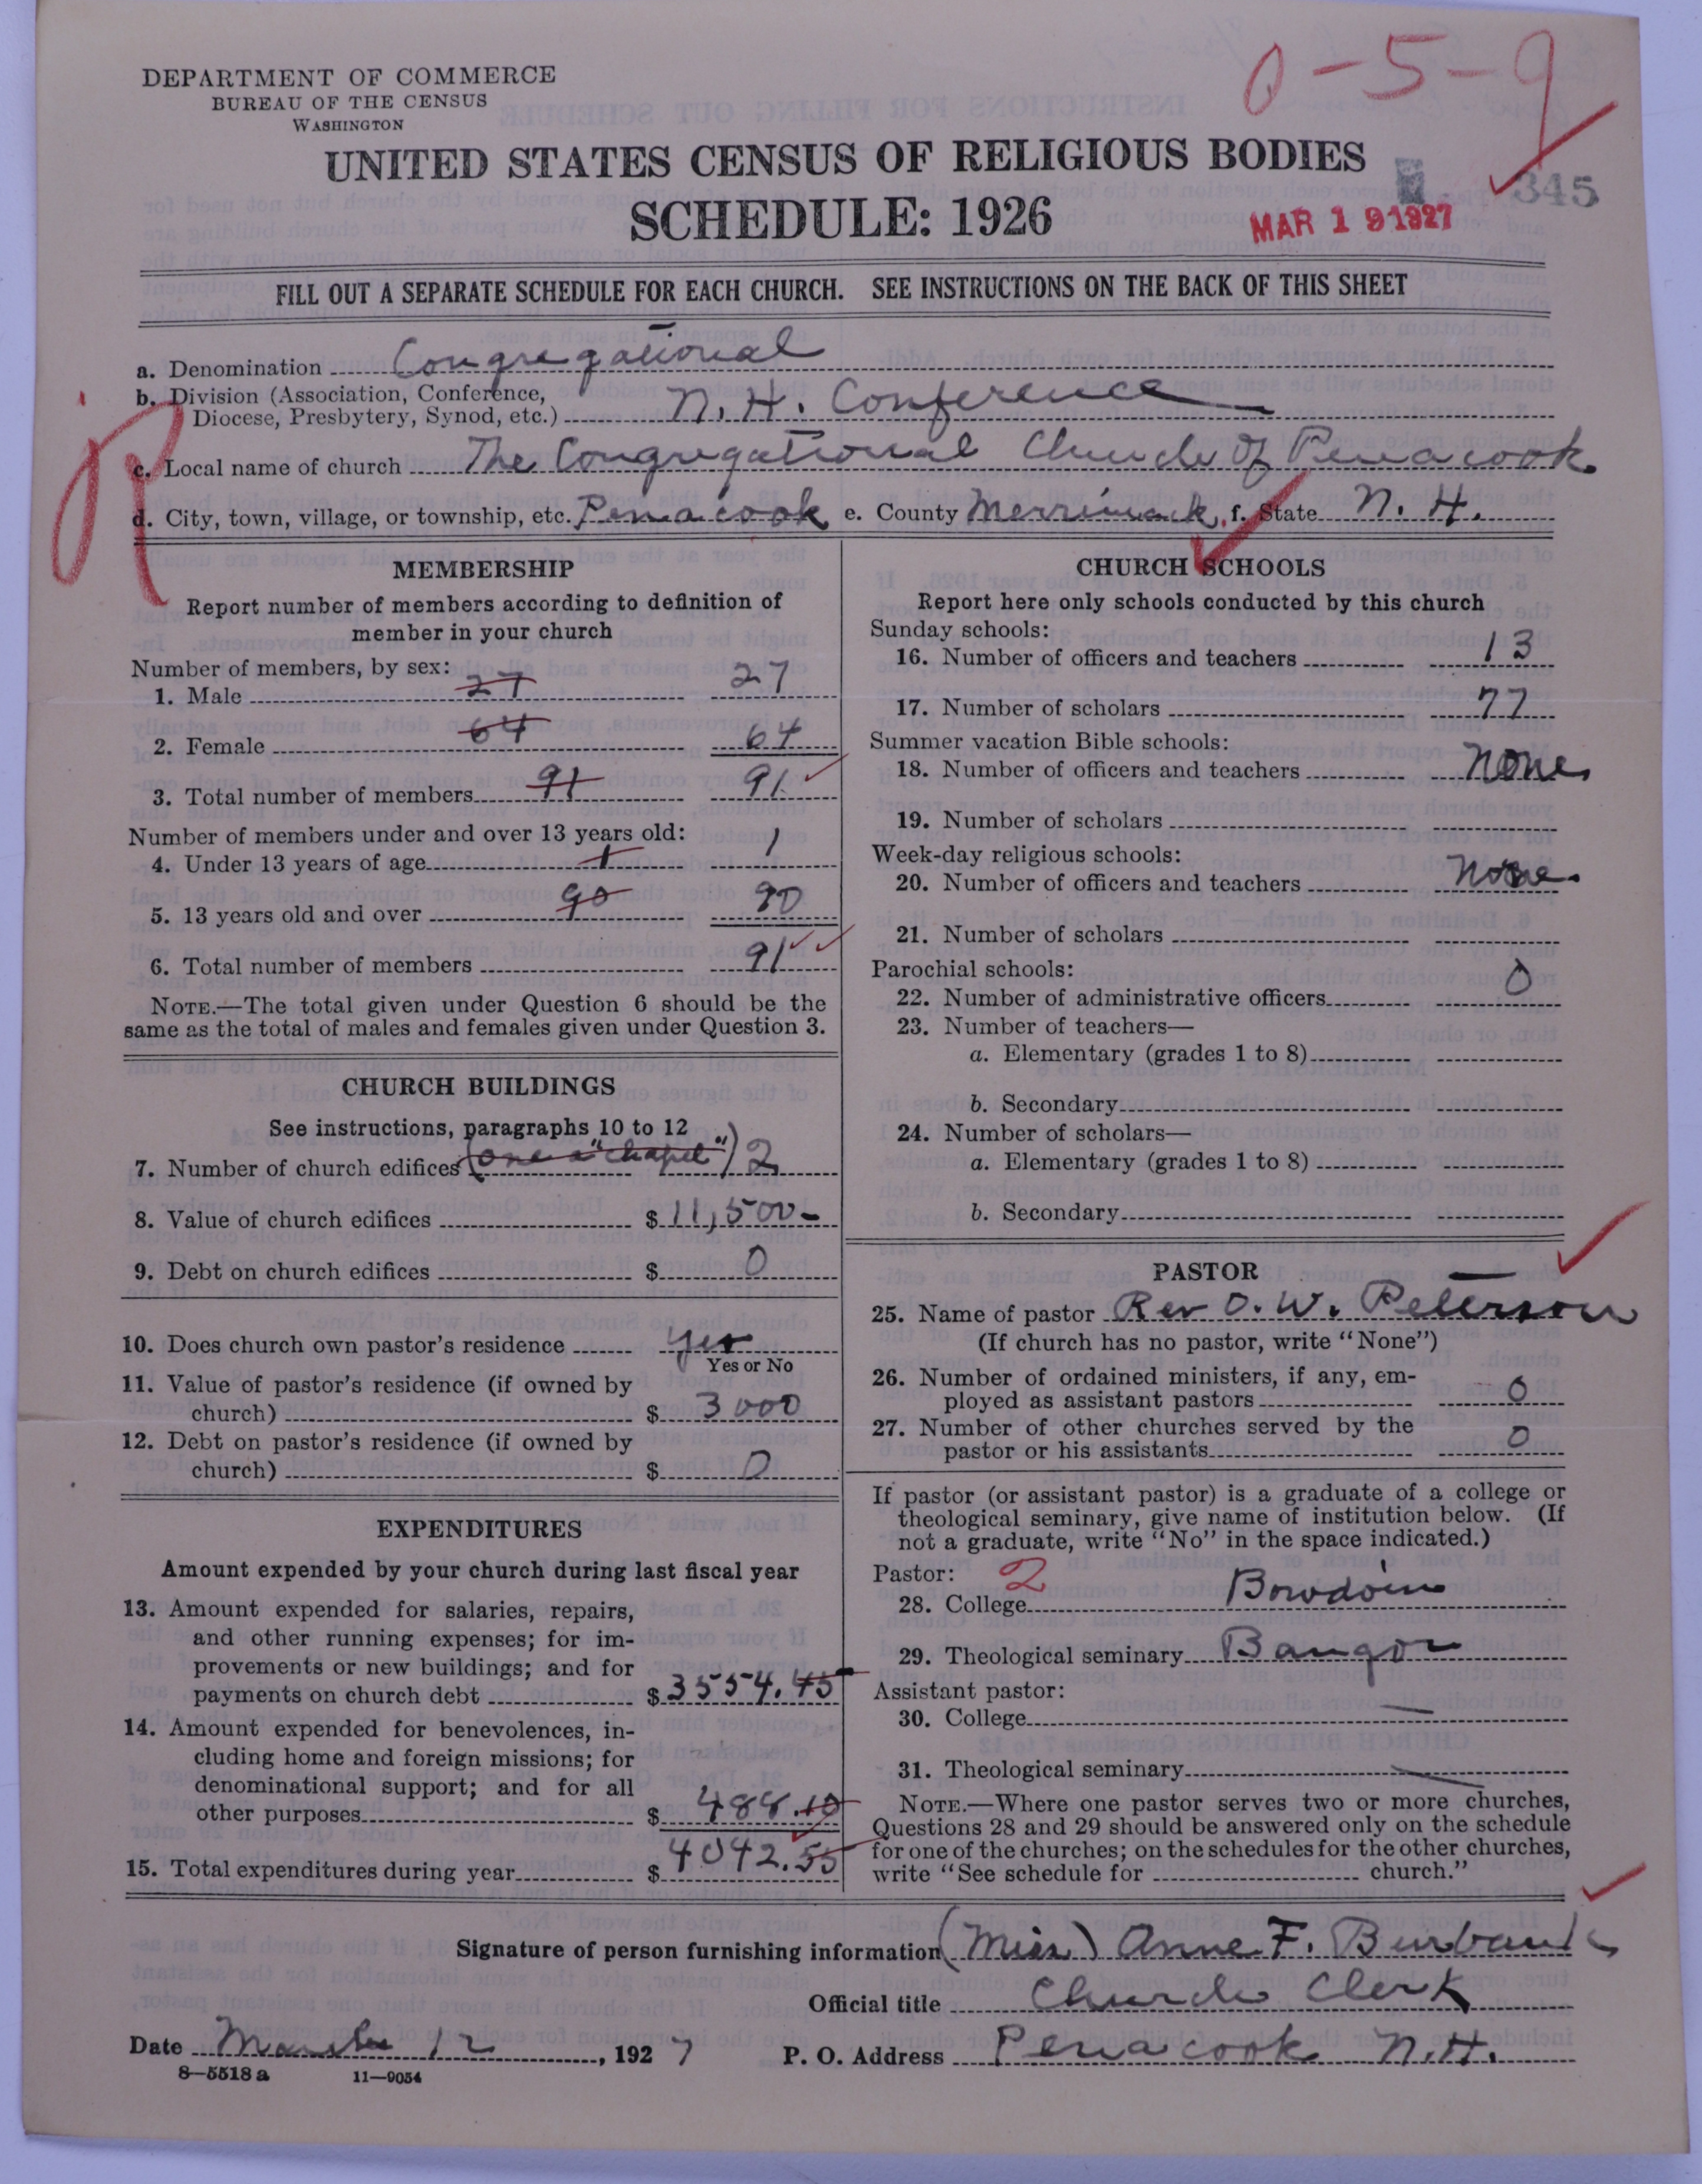 0-5-9
DEPARTMENT OF COMMERCE
BUREAU OF THE CENSUS
WASHINGTON
UNITED STATES CENSUS OF RELIGIOUS BODIES
SCHEDULE: 1926
345
MAR 19 1927
FILL OUT A SEPARATE SCHEDULE FOR EACH CHURCH. SEE INSTRUCTIONS ON THE BACK OF THIS SHEET
a. Denomination Congregational
b. Division (Association, Conference,
Diocese, Presbytery, Synod, etc.) N. H. Conference
c. Local name of church The Congregational Church of Penacook
d. City, town, village, or township, etc. Penacook e. County Merrimack, f. State N. H.
MEMBERSHIP
Report number of members according to definition of
member in your church
Number of members, by sex:
1. Male 27 27
2. Female 64 64
3. Total number of members 91 91
Number of members under and over 13 years old:
4. Under 13 years of age 1 1
5. 13 years old and over 90 90
6. Total number of members 91
NOTE.—The total given under Question 6 should be the
same as the total of males and females given under Question 3.
CHURCH BUILDINGS
See instructions, paragraphs 10 to 12
7. Number of church edifices (one a "chapel") 2
8. Value of church edifices $ 11,500-
9. Debt on church edifices $ 0
10. Does church own pastor's residence yes
Yes or No
11. Value of pastor's residence (if owned by
church) $ 3000
12. Debt on pastor's residence (if owned by
church) $ 0
EXPENDITURES
Amount expended by your church during last fiscal year
13. Amount expended for salaries, repairs,
and other running expenses; for im-
provements or new buildings; and for
payments on church debt $ 3554.45
14. Amount expended for benevolences, in-
cluding home and foreign missions; for
denominational support; and for all
other purposes $ 488.10
15. Total expenditures during year $ 4042.55
CHURCH SCHOOLS
Report here only schools conducted by this church
Sunday schools:
16. Number of officers and teachers 13
17. Number of scholars 77
Summer vacation Bible schools:
18. Number of officers and teachers None
19. Number of scholars
Week-day religious schools:
20. Number of officers and teachers None.
21. Number of scholars
Parochial schools:
22. Number of administrative officers 0
23. Number of teachers—
a. Elementary (grades 1 to 8)
b. Secondary
24. Number of scholars—
a. Elementary (grades 1 to 8)
b. Secondary
PASTOR
25. Name of pastor Rev O. W. Peterson
(If church has no pastor, write "None")
26. Number of ordained ministers, if any, em-
ployed as assistant pastors 0
27. Number of other churches served by the
pastor or his assistants 0
If pastor (or assistant pastor) is a graduate of a college or
theological seminary, give name of institution below. (If
not a graduate, write "No" in the space indicated.)
Pastor: 2
28. College Bowdoin
29. Theological seminary Bangor
Assistant pastor:
30. College —
31. Theological seminary —
NOTE.—Where one pastor serves two or more churches,
Questions 28 and 29 should be answered only on the schedule
for one of the churches; on the schedules for the other churches,
write "See schedule for church."
Signature of person furnishing information (Miss) Anne F. Burbank
Official title Church Clerk
Date March 12, 1927 P. O. Address Penacook N.H.
8—5518a 11—9054